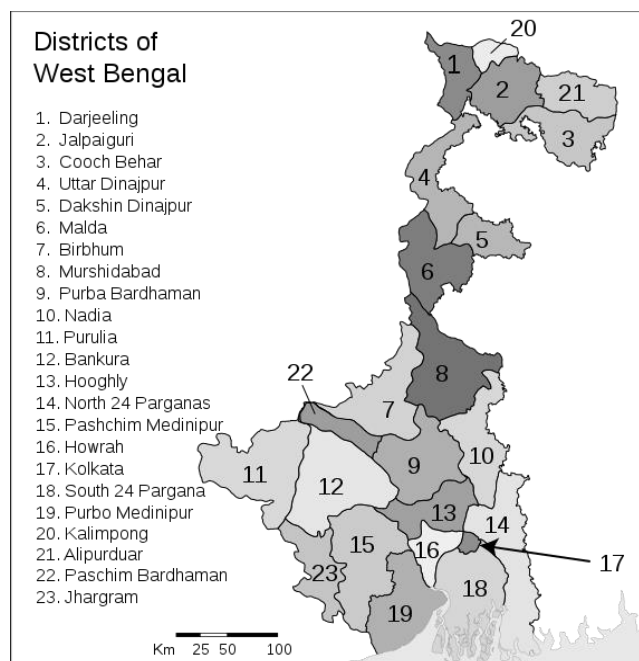 Districts of
West Bengal
1. Darjeeling
2. Jalpaiguri
3. Cooch Behar
4. Uttar Dinajpur
5. Dakshin Dinajpur
6. Malda
7. Birbhum
8. Murshidabad
9. Purba Bardhaman
10. Nadia
11. Purulia
12. Bankura
13. Hooghly
14. North 24 Parganas
15. Pashchim Medinipur
16. Howrah
17. Kolkata
18. South 24 Pargana
19. Purbo Medinipur
20. Kalimpong
21. Alipurduar
22. Paschim Bardhaman
23. Jhargram
20
1
2
21
3
4
5
6
8
22
7
10
9
11
12
13
14
15
16
17
23
18
19
Km 25 50 100